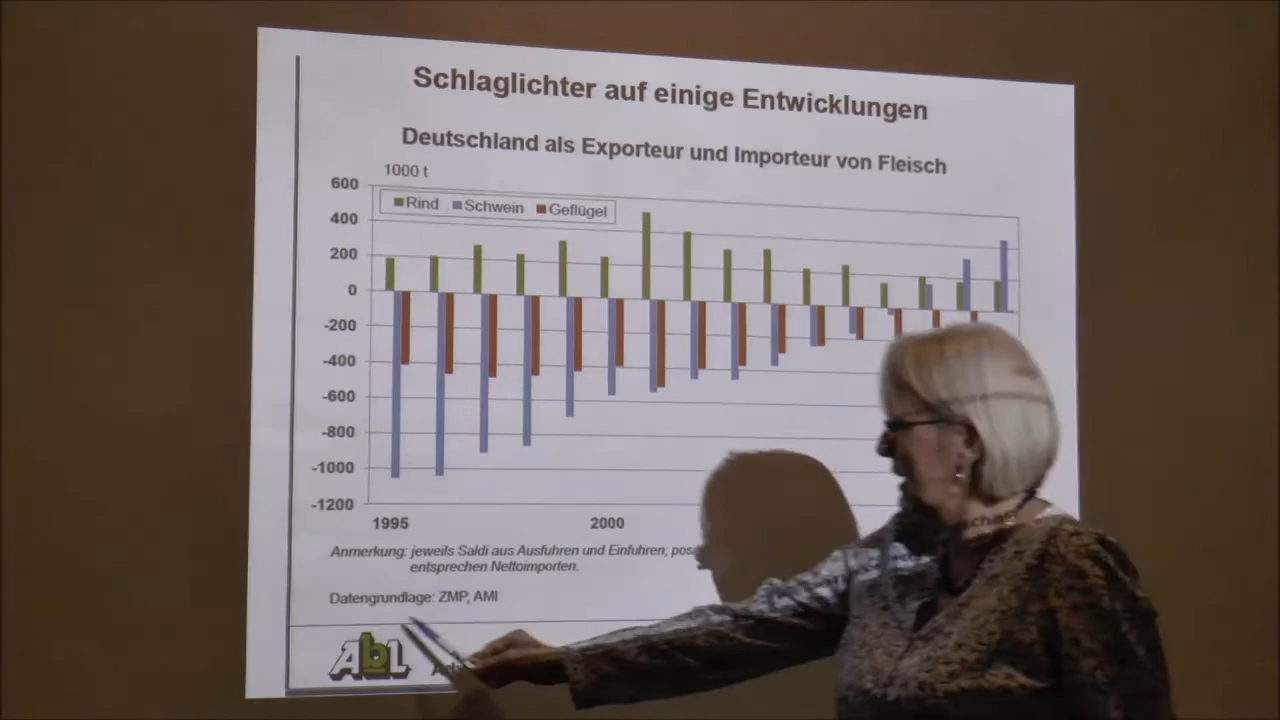 Schlaglichter auf einige Entwicklungen
Deutschland als Exporteur und Importeur von Fleisch
1000 t
Rind Schwein Geflügel
600
400
200
0
-200
-400
-600
-800
-1000
-1200
1995 2000
Anmerkung: jeweils Saldi aus Ausfuhren und Einfuhren;
entsprechen Nettoimporten.
Datengrundlage: ZMP, AMI
AbL